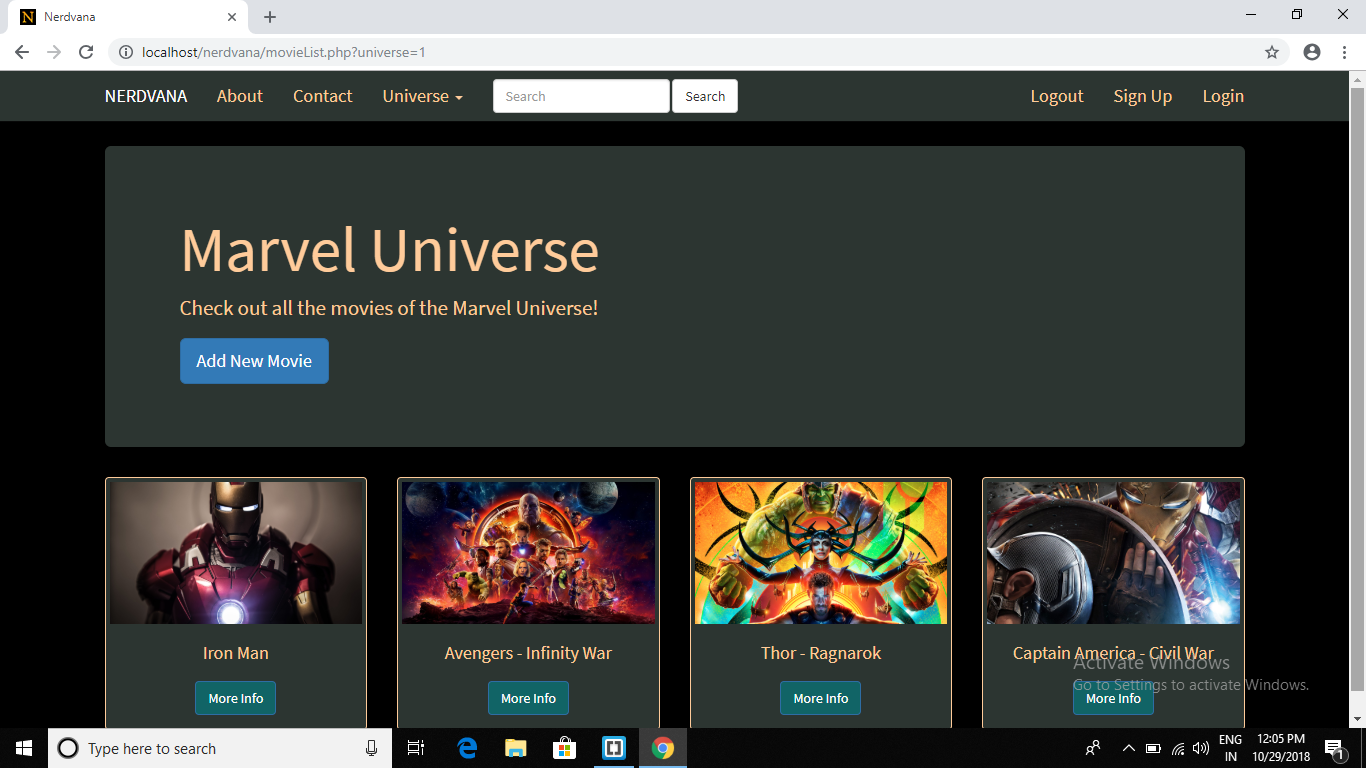 N Nerdvana
localhost/nerdvana/movieList.php?universe=1
NERDVANA About Contact Universe Search Search Logout Sign Up Login
Marvel Universe
Check out all the movies of the Marvel Universe!
Add New Movie
Iron Man
Avengers - Infinity War
Thor - Ragnarok
Captain America - Civil War
More Info
More Info
More Info
More Info
Activate Windows
Go to Settings to activate Windows.
Type here to search
ENG
IN
12:05 PM
10/29/2018
1